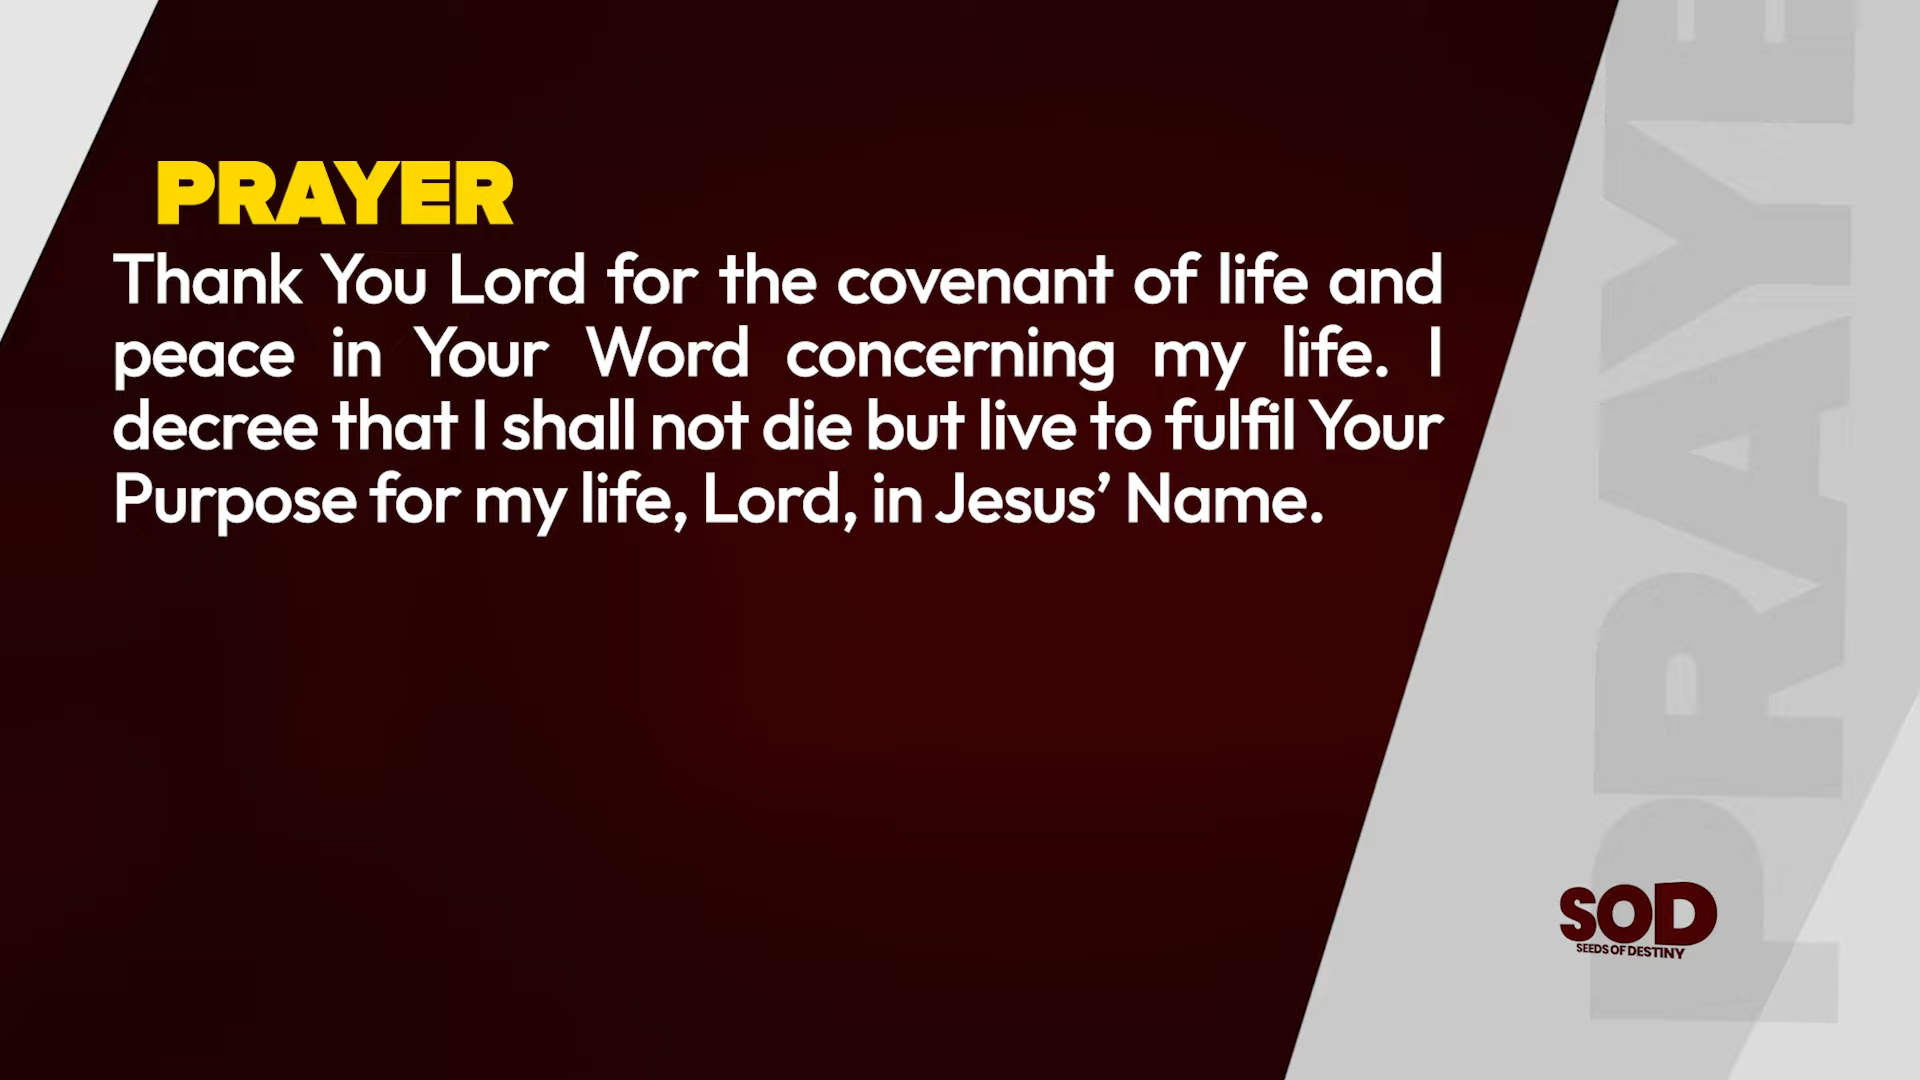 PRAYER
Thank You Lord for the covenant of life and
peace in Your Word concerning my life. I
decree that I shall not die but live to fulfil Your
Purpose for my life, Lord, in Jesus’ Name.
PRAYE
SOD
SEEDS OF DESTINY